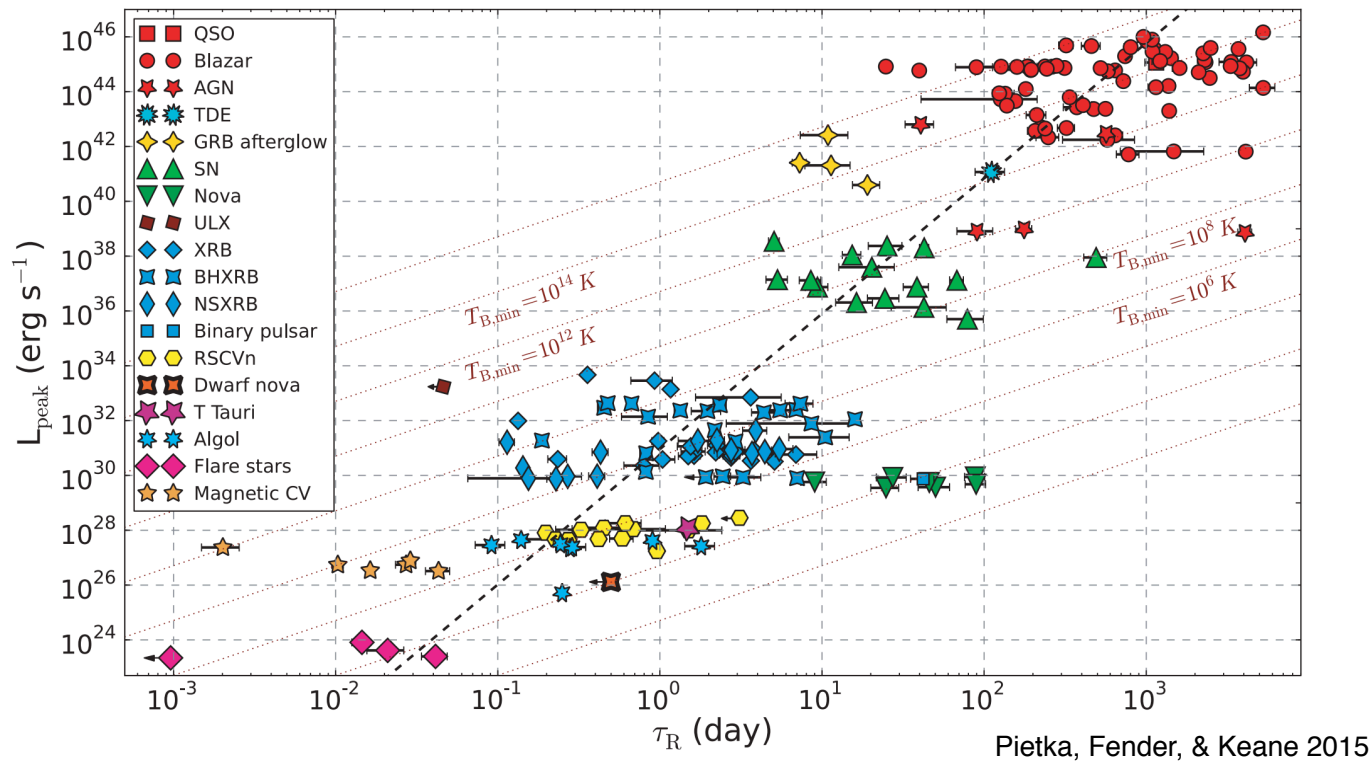 10^46
10^44
10^42
10^40
10^38
10^36
10^34
10^32
10^30
10^28
10^26
10^24
L_peak (erg s^−1)
QSO
Blazar
AGN
TDE
GRB afterglow
SN
Nova
ULX
XRB
BHXRB
NSXRB
Binary pulsar
RSCVn
Dwarf nova
T Tauri
Algol
Flare stars
Magnetic CV
T_B,min = 10^14 K
T_B,min = 10^12 K
T_B,min = 10^8 K
T_B,min = 10^6 K
10^−3 10^−2 10^−1 10^0 10^1 10^2 10^3
τ_R (day)
Pietka, Fender, & Keane 2015